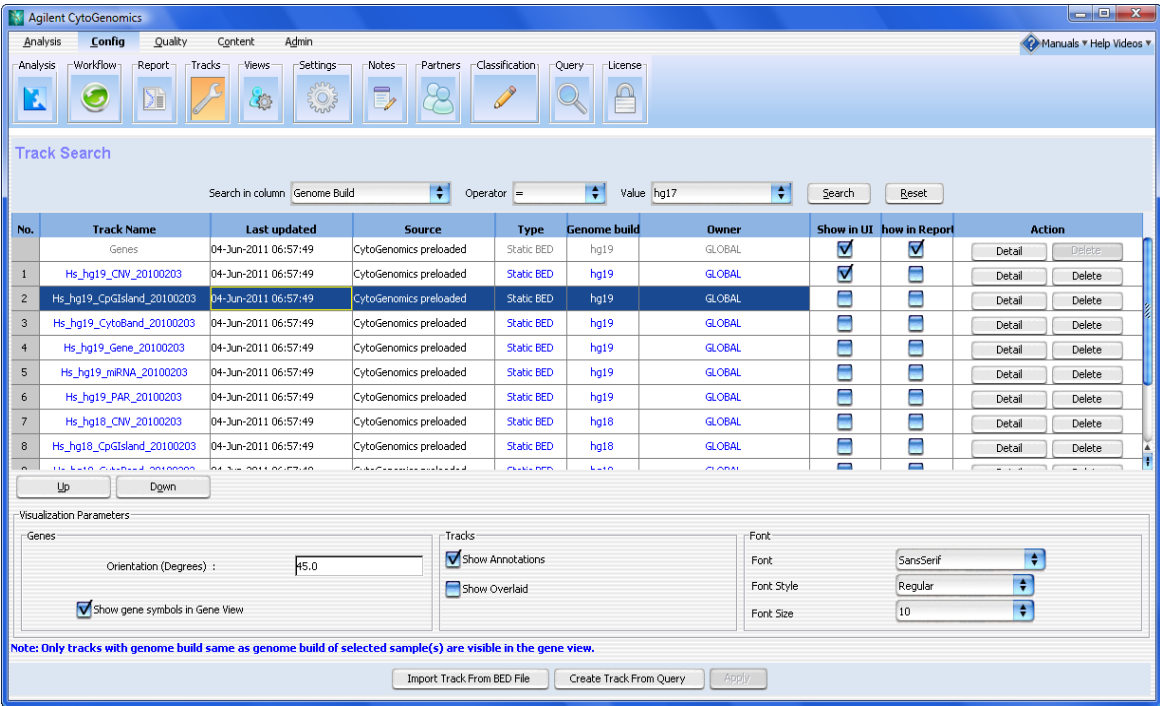 Agilent CytoGenomics
Analysis Config Quality Content Admin Manuals Help Videos
Analysis Workflow Report Tracks Views Settings Notes Partners Classification Query License
Track Search
Search in column Genome Build Operator = Value hg17 Search Reset
No. Track Name Last updated Source Type Genome build Owner Show in UI how in Report Action
Genes 04-Jun-2011 06:57:49 CytoGenomics preloaded Static BED hg19 GLOBAL Detail Delete
1 Hs_hg19_CNV_20100203 04-Jun-2011 06:57:49 CytoGenomics preloaded Static BED hg19 GLOBAL Detail Delete
2 Hs_hg19_CpGIsland_20100203 04-Jun-2011 06:57:49 CytoGenomics preloaded Static BED hg19 GLOBAL Detail Delete
3 Hs_hg19_CytoBand_20100203 04-Jun-2011 06:57:49 CytoGenomics preloaded Static BED hg19 GLOBAL Detail Delete
4 Hs_hg19_Gene_20100203 04-Jun-2011 06:57:49 CytoGenomics preloaded Static BED hg19 GLOBAL Detail Delete
5 Hs_hg19_miRNA_20100203 04-Jun-2011 06:57:49 CytoGenomics preloaded Static BED hg19 GLOBAL Detail Delete
6 Hs_hg19_PAR_20100203 04-Jun-2011 06:57:49 CytoGenomics preloaded Static BED hg19 GLOBAL Detail Delete
7 Hs_hg18_CNV_20100203 04-Jun-2011 06:57:49 CytoGenomics preloaded Static BED hg18 GLOBAL Detail Delete
8 Hs_hg18_CpGIsland_20100203 04-Jun-2011 06:57:49 CytoGenomics preloaded Static BED hg18 GLOBAL Detail Delete
Up Down
Visualization Parameters
Genes Tracks Font
Orientation (Degrees) : 45.0 Show Annotations Font SansSerif
Show Overlaid Font Style Regular
Show gene symbols in Gene View Font Size 10
Note: Only tracks with genome build same as genome build of selected sample(s) are visible in the gene view.
Import Track From BED File Create Track From Query Apply